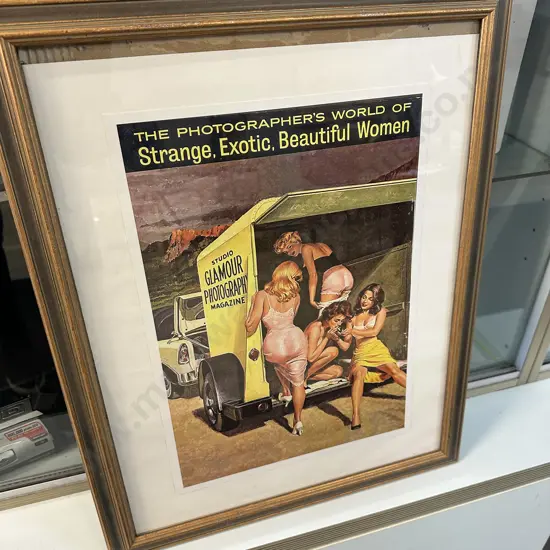 THE PHOTOGRAPHER'S WORLD OF
Strange, Exotic, Beautiful Women
STUDIO
GLAMOUR
PHOTOGRAPHY
MAGAZINE